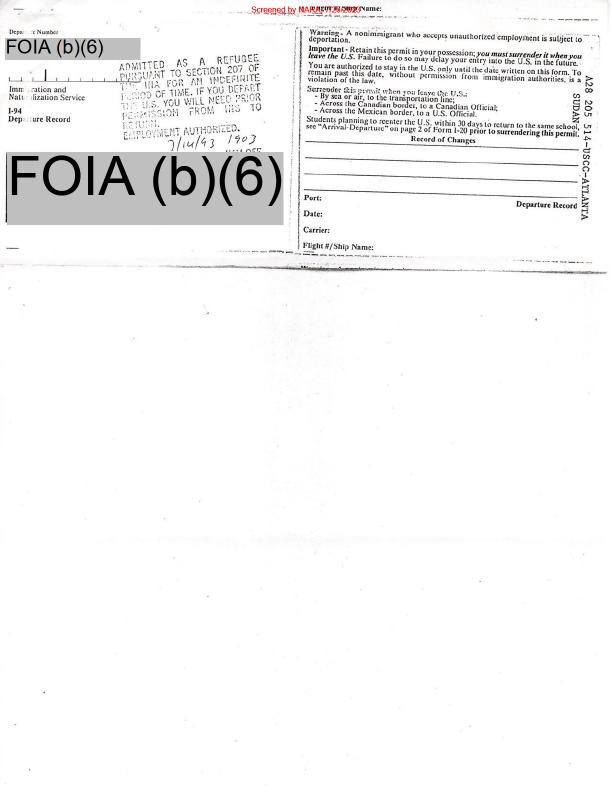 Screened by NARA
Flight #/Ship Name:
Number
FOIA (b)(6)
Immigration and
Naturalization Service
I-94
Departure Record
ADMITTED AS A REFUGEE
PURSUANT TO SECTION 207 OF
THE INA FOR AN INDEFINITE
PERIOD OF TIME. IF YOU DEPART
THE U.S. YOU WILL NEED PRIOR
PERMISSION FROM INS TO
RETURN.
EMPLOYMENT AUTHORIZED.
7/14/93 1903
FOIA (b)(6)
Warning - A nonimmigrant who accepts unauthorized employment is subject to
deportation.
Important - Retain this permit in your possession; you must surrender it when you
leave the U.S. Failure to do so may delay your entry into the U.S. in the future.
You are authorized to stay in the U.S. only until the date written on this form. To
remain past this date, without permission from immigration authorities, is a
violation of the law.
Surrender this permit when you leave the U.S.:
- By sea or air, to the transportation line;
- Across the Canadian border, to a Canadian Official;
- Across the Mexican border, to a U.S. Official.
Students planning to reenter the U.S. within 30 days to return to the same school,
see "Arrival-Departure" on page 2 of Form I-20 prior to surrendering this permit.
Record of Changes
Port:
Departure Record
Date:
Carrier:
Flight #/Ship Name:
A28 205 514-USCC-ATLANTA
SUDAN